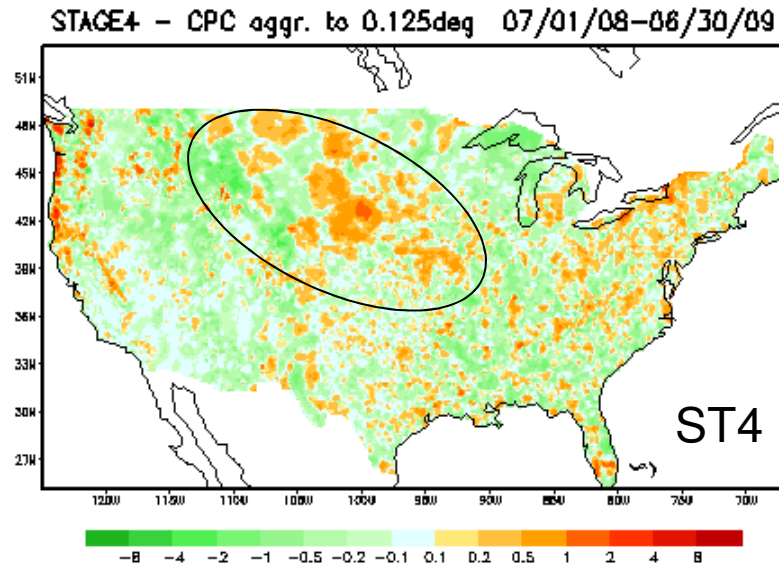 STAGE4 - CPC aggr. to 0.125deg 07/01/08-06/30/09
51N
48N
45N
42N
39N
36N
33N
30N
27N
ST4
120W 115W 110W 105W 100W 95W 90W 85W 80W 75W 70W
-8 -4 -2 -1 -0.5 -0.2 -0.1 0.1 0.2 0.5 1 2 4 8